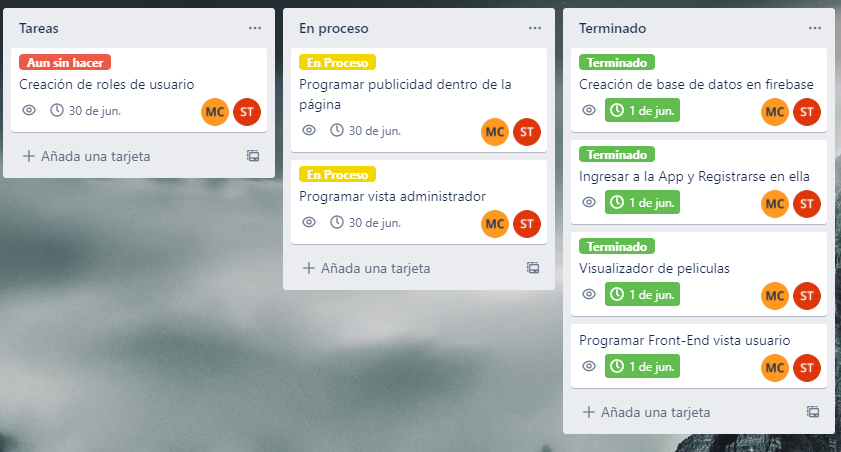 Tareas
Aun sin hacer
Creación de roles de usuario
30 de jun.
MC
ST
Añada una tarjeta
En proceso
En Proceso
Programar publicidad dentro de la
página
30 de jun.
MC
ST
En Proceso
Programar vista administrador
30 de jun.
MC
ST
Añada una tarjeta
Terminado
Terminado
Creación de base de datos en firebase
1 de jun.
MC
ST
Terminado
Ingresar a la App y Registrarse en ella
1 de jun.
MC
ST
Terminado
Visualizador de peliculas
1 de jun.
MC
ST
Programar Front-End vista usuario
1 de jun.
MC
ST
Añada una tarjeta